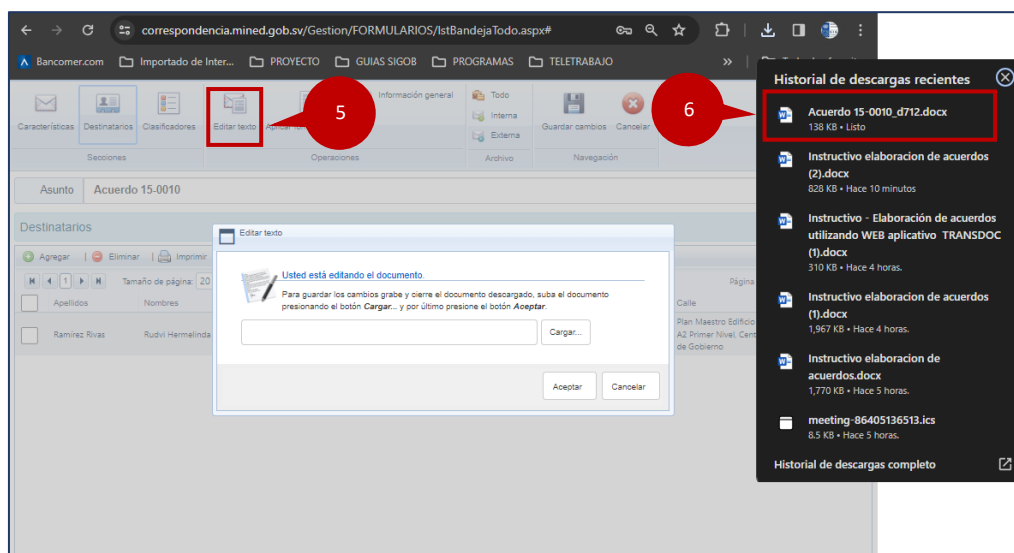 correspondencia.mined.gob.sv/Gestion/FORMULARIOS/lstBandejaTodo.aspx#
Bancomer.com
Importado de Inter...
PROYECTO
GUIAS SIGOB
PROGRAMAS
TELETRABAJO
»
Características
Destinatarios
Clasificadores
Editar texto
Información general
Todo
Interna
Externa
Guardar cambios
Cancelar
Secciones
Operaciones
Archivo
Navegación
5
6
Asunto
Acuerdo 15-0010
Destinatarios
Agregar
Eliminar
Imprimir
1
Tamaño de página: 20
Página
Apellidos
Nombres
Calle
Ramírez Rivas
Rudvi Hermelinda
Plan Maestro Edificio
A2 Primer Nivel, Cent
de Gobierno
Editar texto
Usted está editando el documento.
Para guardar los cambios grabe y cierre el documento descargado, suba el documento
presionando el botón Cargar... y por último presione el botón Aceptar.
Cargar...
Aceptar
Cancelar
Historial de descargas recientes
Acuerdo 15-0010_d712.docx
138 KB • Listo
Instructivo elaboracion de acuerdos
(2).docx
828 KB • Hace 10 minutos
Instructivo - Elaboración de acuerdos
utilizando WEB aplicativo TRANSDOC
(1).docx
310 KB • Hace 4 horas.
Instructivo elaboracion de acuerdos
(1).docx
1,967 KB • Hace 4 horas.
Instructivo elaboracion de
acuerdos.docx
1,770 KB • Hace 5 horas.
meeting-86405136513.ics
8.5 KB • Hace 5 horas.
Historial de descargas completo